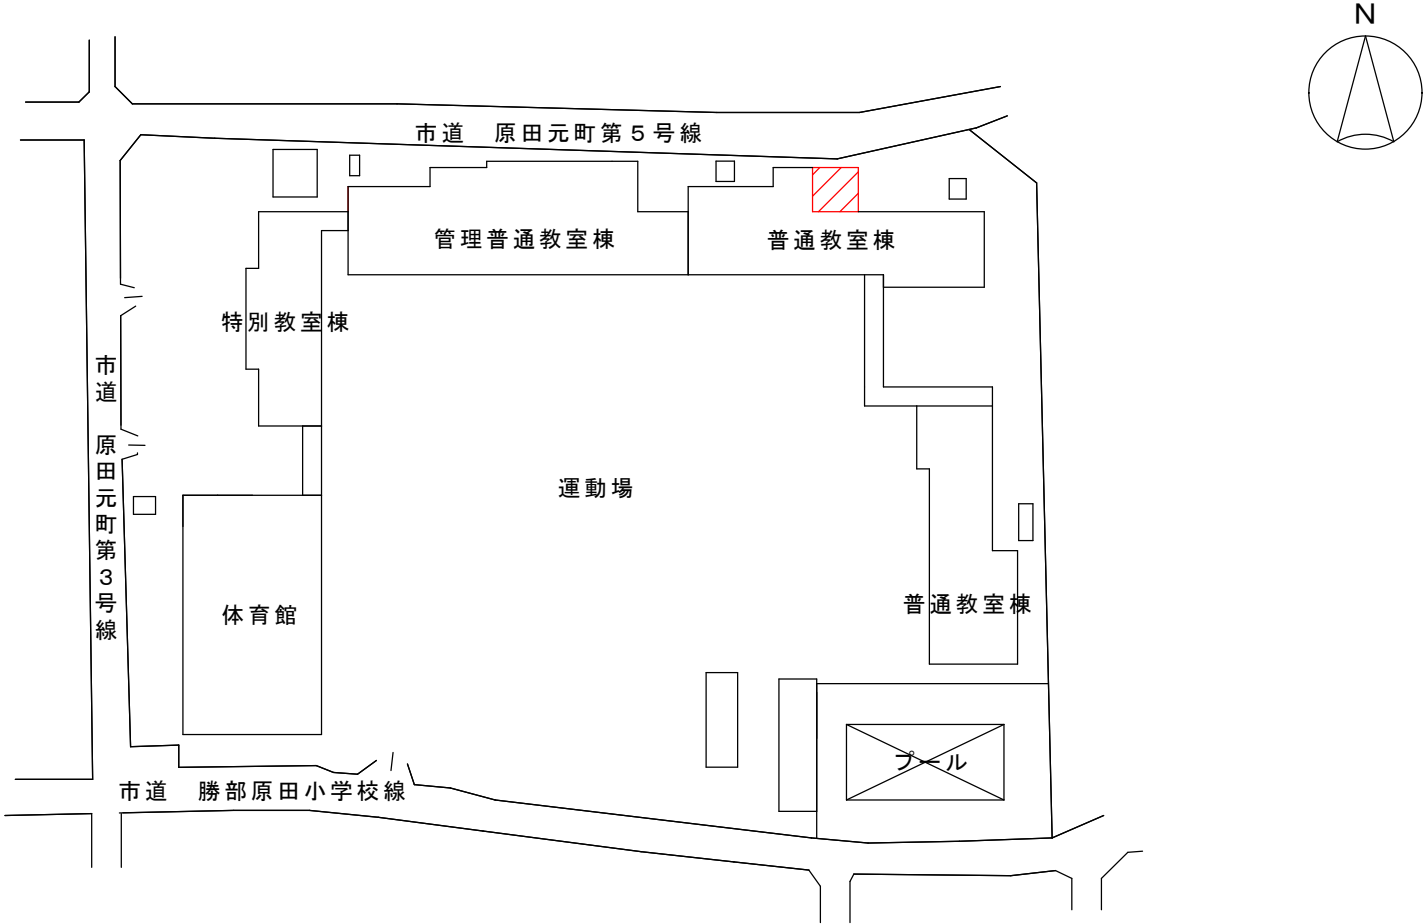 N
市道　原田元町第５号線
管理普通教室棟
普通教室棟
特別教室棟
市道　原田元町第３号線
運動場
普通教室棟
体育館
プール
市道　勝部原田小学校線